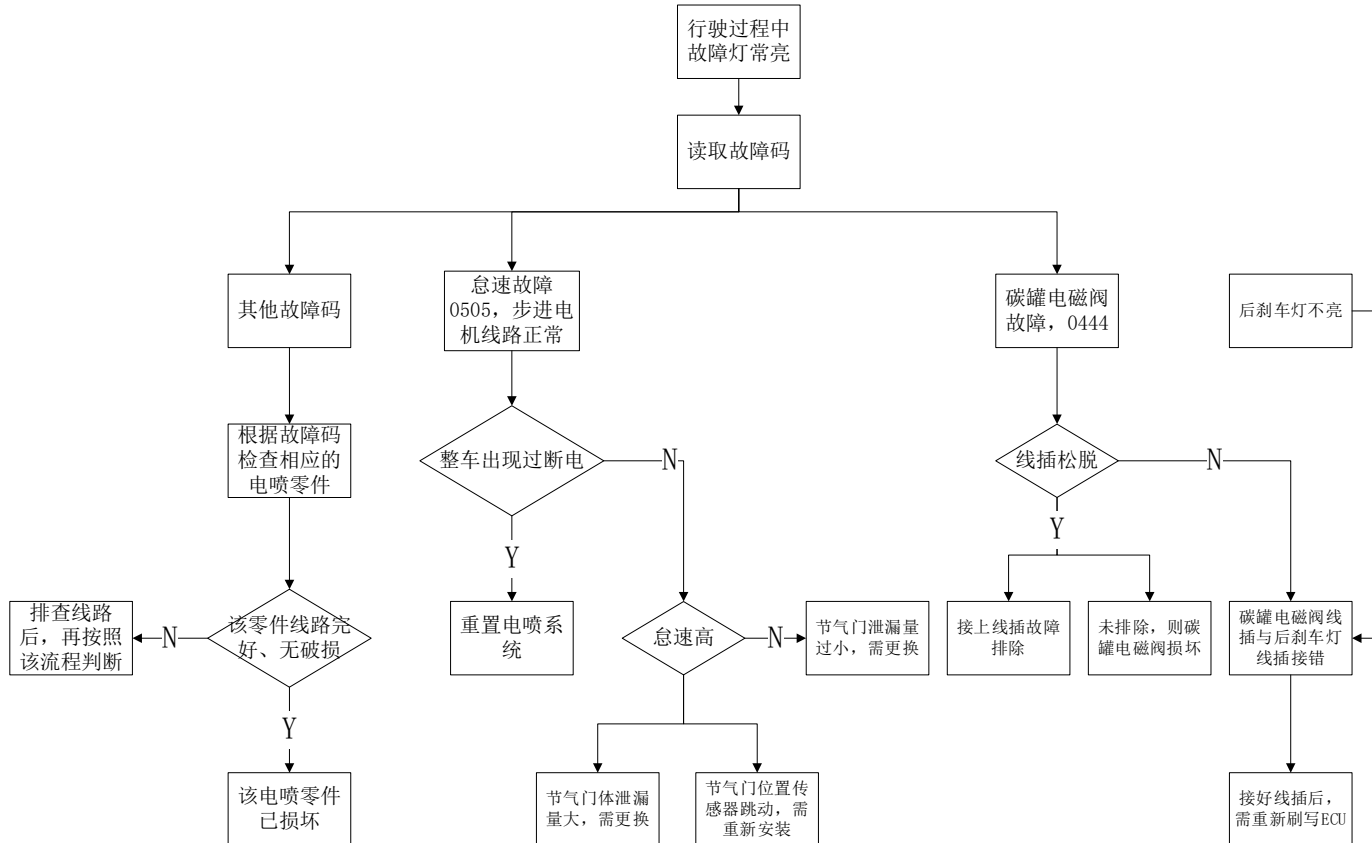 行驶过程中
故障灯常亮
读取故障码
其他故障码
怠速故障
0505，步进电
机线路正常
碳罐电磁阀
故障，0444
后刹车灯不亮
根据故障码
检查相应的
电喷零件
整车出现过断电
N
线插松脱
N
Y
Y
排查线路
后，再按照
该流程判断
N
该零件线路完
好、无破损
重置电喷系
统
怠速高
N
节气门泄漏量
过小，需更换
接上线插故障
排除
未排除，则碳
罐电磁阀损坏
碳罐电磁阀线
插与后刹车灯
线插接错
Y
该电喷零件
已损坏
节气门体泄漏
量大，需更换
节气门位置传
感器跳动，需
重新安装
接好线插后，
需重新刷写ECU